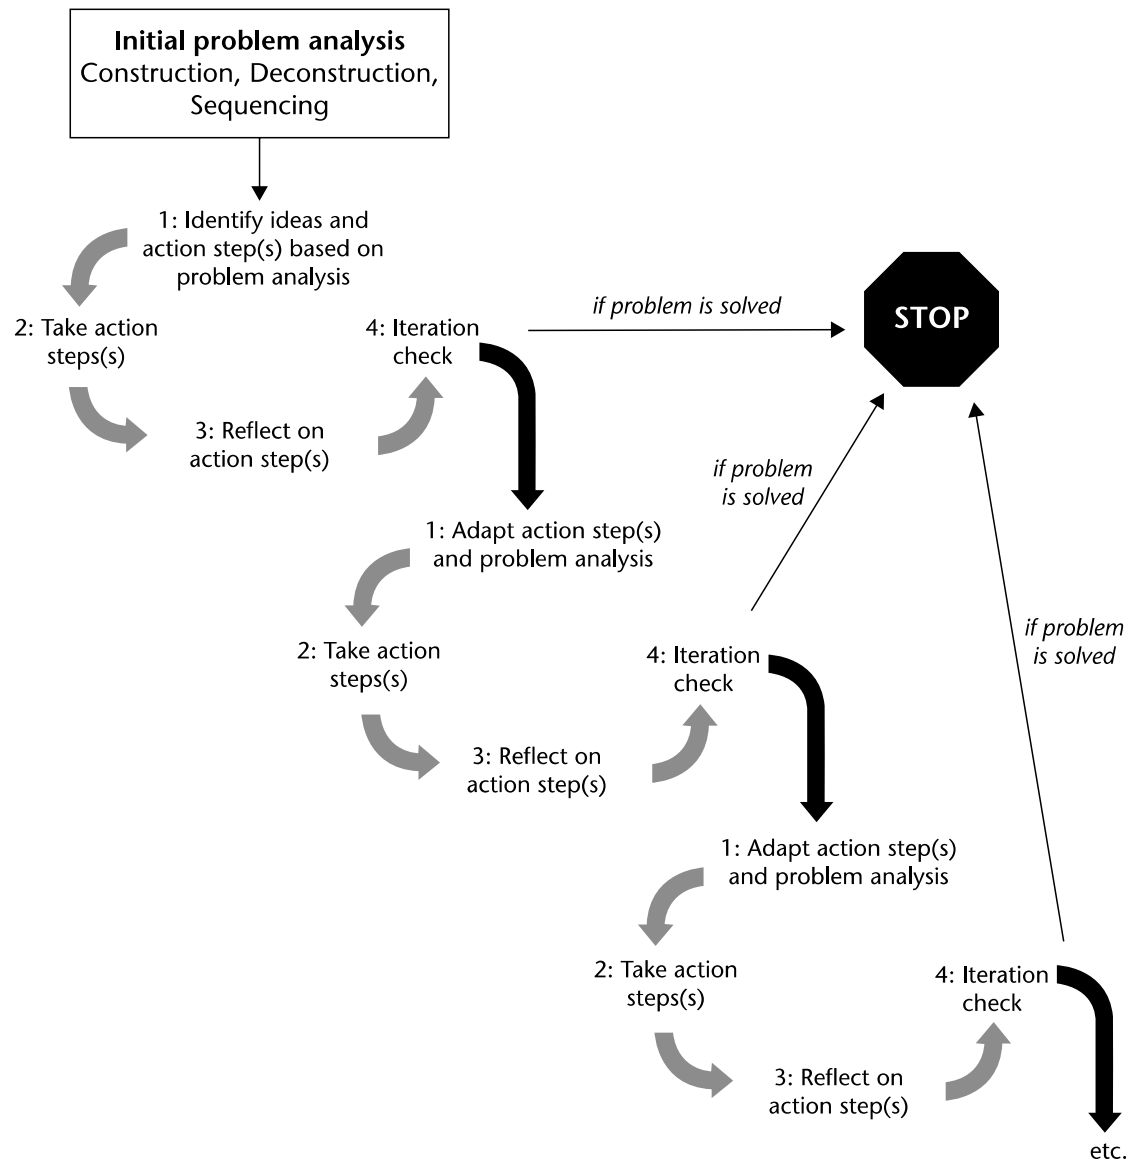 Initial problem analysis
Construction, Deconstruction,
Sequencing
1: Identify ideas and
action step(s) based on
problem analysis
2: Take action
steps(s)
3: Reflect on
action step(s)
4: Iteration
check
if problem is solved
STOP
1: Adapt action step(s)
and problem analysis
2: Take action
steps(s)
3: Reflect on
action step(s)
4: Iteration
check
if problem
is solved
1: Adapt action step(s)
and problem analysis
2: Take action
steps(s)
3: Reflect on
action step(s)
4: Iteration
check
if problem
is solved
etc.